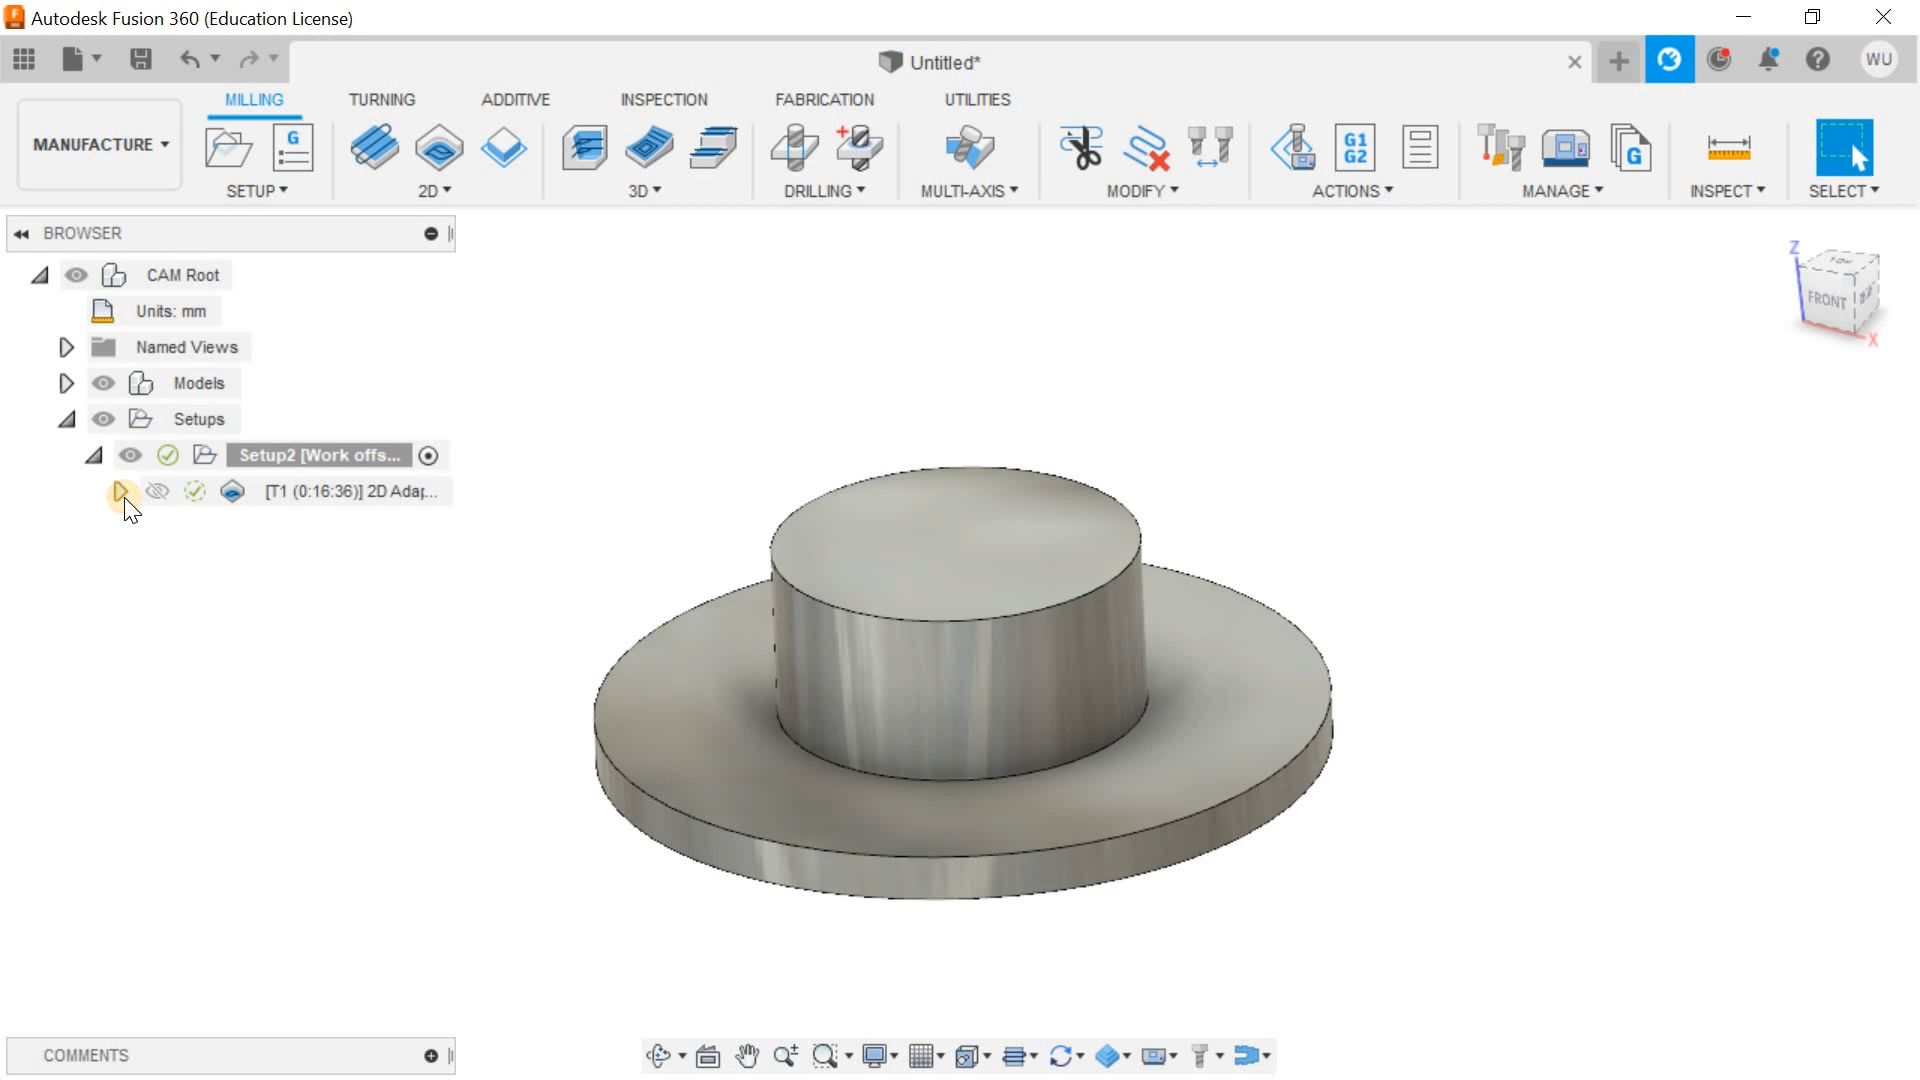 Autodesk Fusion 360 (Education License)
Untitled*
WU
MANUFACTURE
MILLING
TURNING
ADDITIVE
INSPECTION
FABRICATION
UTILITIES
G
G1
G2
G
SETUP
2D
3D
DRILLING
MULTI-AXIS
MODIFY
ACTIONS
MANAGE
INSPECT
SELECT
BROWSER
CAM Root
Units: mm
Named Views
Models
Setups
Setup2 [Work offs...
[T1 (0:16:36)] 2D Adap...
Z
TOP
FRONT
X
COMMENTS